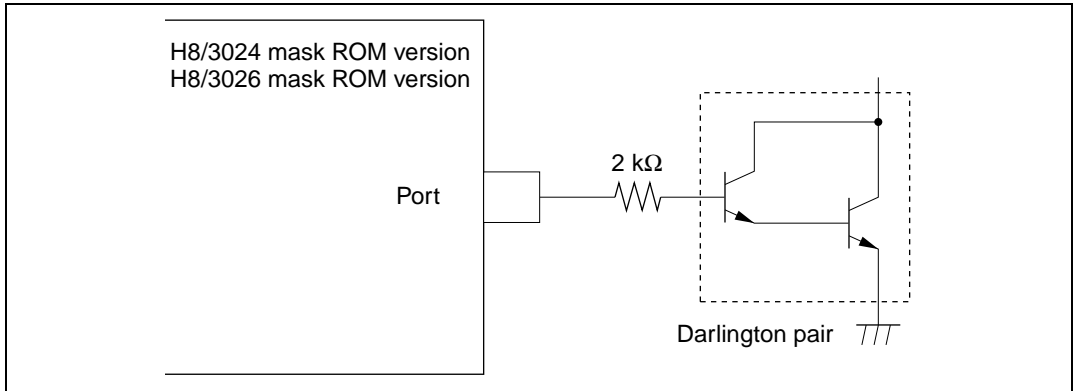 H8/3024 mask ROM version
H8/3026 mask ROM version
2 kΩ
Port
Darlington pair